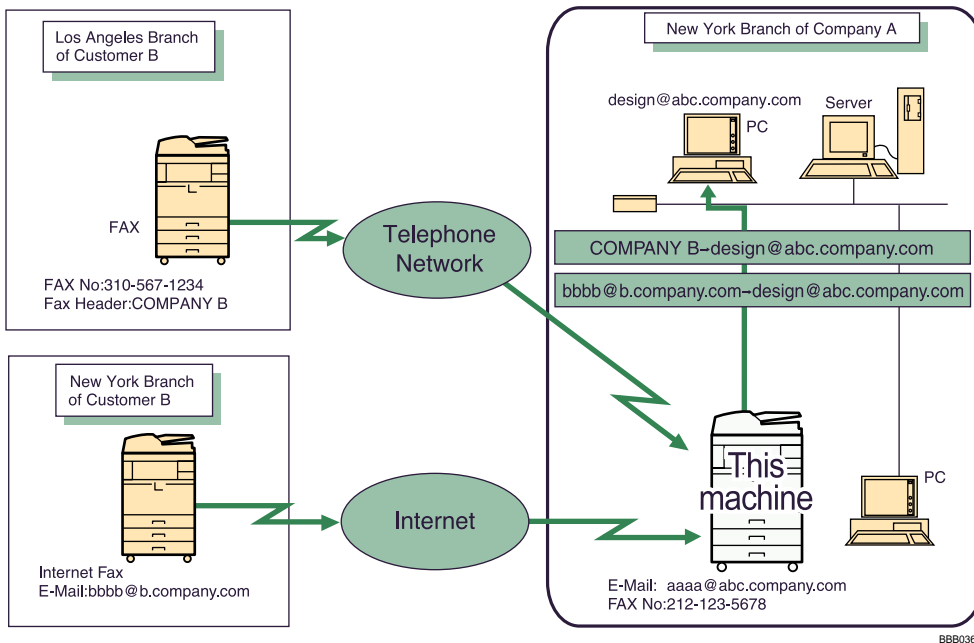 Los Angeles Branch
of Customer B
FAX
FAX No:310-567-1234
Fax Header:COMPANY B
Telephone
Network
New York Branch
of Customer B
Internet Fax
E-Mail:bbbb@b.company.com
Internet
New York Branch of Company A
design@abc.company.com
PC
Server
COMPANY B→design@abc.company.com
bbbb@b.company.com→design@abc.company.com
This
machine
PC
E-Mail: aaaa@abc.company.com
FAX No:212-123-5678
BBB036